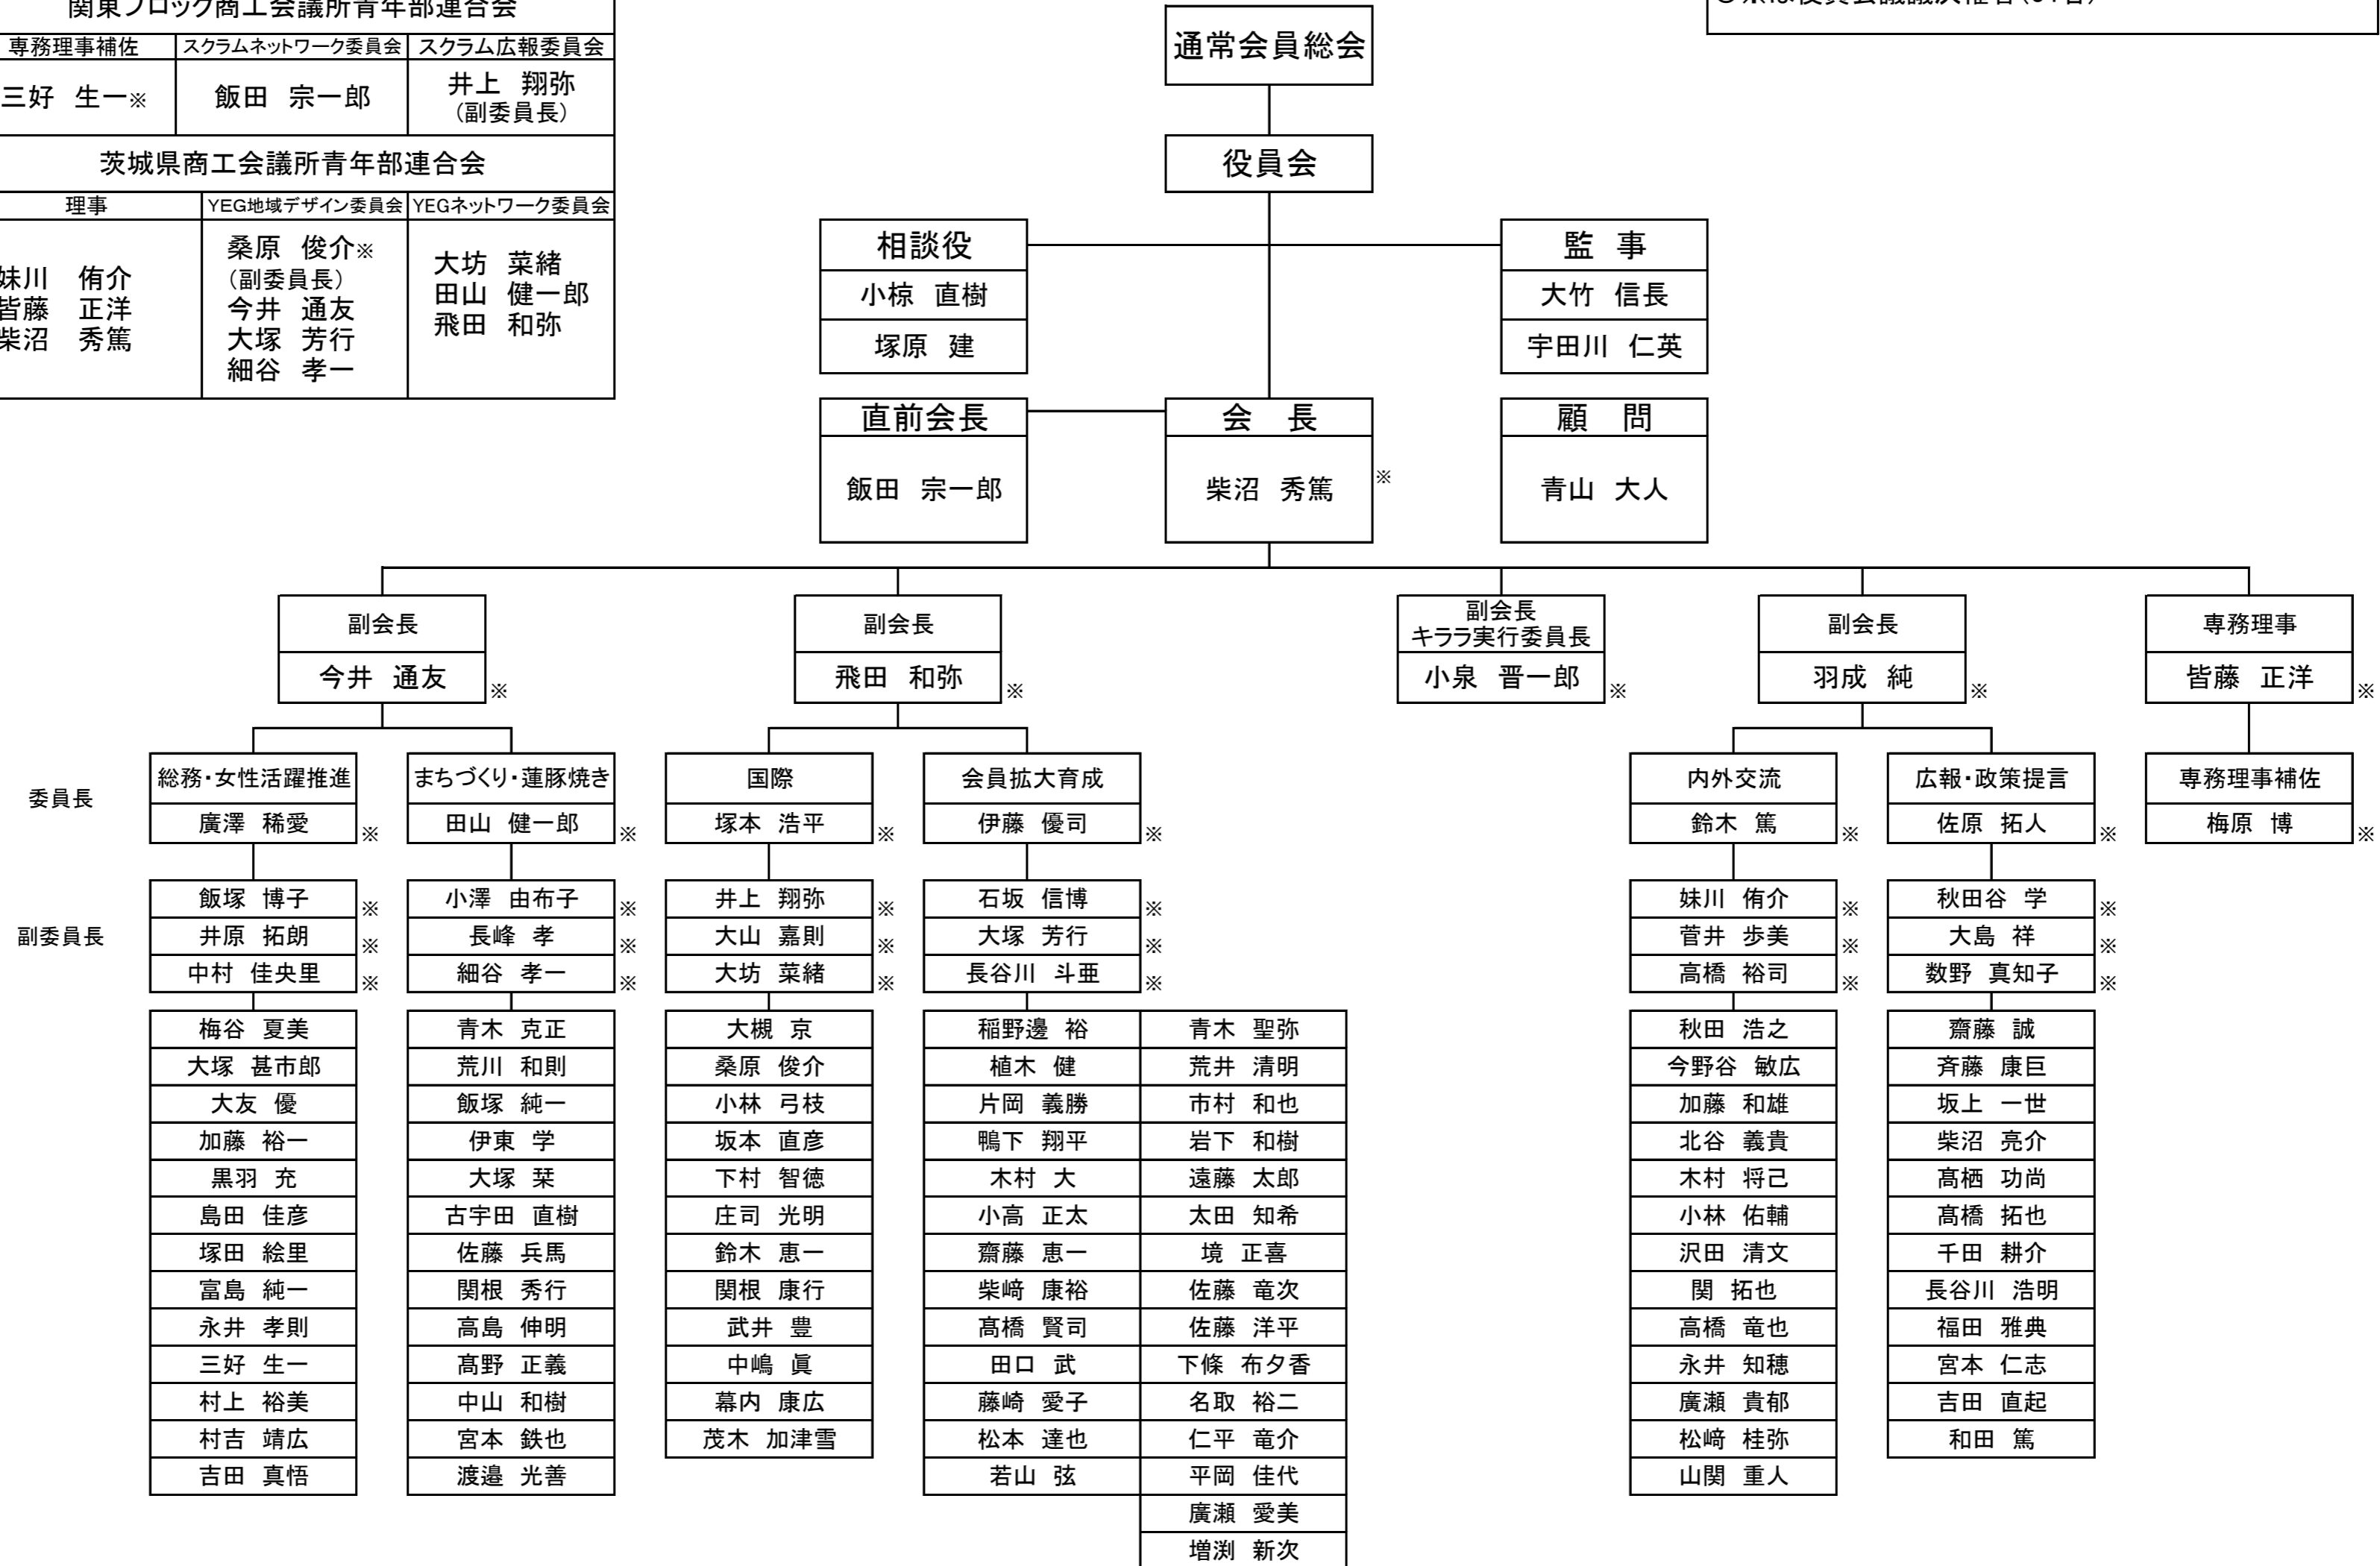 関東ブロック商工会議所青年部連合会
専務理事補佐 スクラムネットワーク委員会 スクラム広報委員会
三好 生一※ 飯田 宗一郎 井上 翔弥
(副委員長)
茨城県商工会議所青年部連合会
理事 YEG地域デザイン委員会 YEGネットワーク委員会
妹川 侑介
皆藤 正洋
柴沼 秀篤
桑原 俊介※
(副委員長)
今井 通友
大塚 芳行
細谷 孝一
大坊 菜緒
田山 健一郎
飛田 和弥
通常会員総会
役員会
相談役
小椋 直樹
塚原 建
監 事
大竹 信長
宇田川 仁英
直前会長
飯田 宗一郎
会 長
柴沼 秀篤
※
顧 問
青山 大人
副会長
今井 通友
※
副会長
飛田 和弥
※
副会長
キララ実行委員長
小泉 晋一郎
※
副会長
羽成 純
※
専務理事
皆藤 正洋
※
委員長
副委員長
総務・女性活躍推進
廣澤 稀愛
※
飯塚 博子
※
井原 拓朗
※
中村 佳央里
※
梅谷 夏美
大塚 甚市郎
大友 優
加藤 裕一
黒羽 充
島田 佳彦
塚田 絵里
富島 純一
永井 孝則
三好 生一
村上 裕美
村吉 靖広
吉田 真悟
まちづくり・蓮豚焼き
田山 健一郎
※
小澤 由布子
※
長峰 孝
※
細谷 孝一
※
青木 克正
荒川 和則
飯塚 純一
伊東 学
大塚 栞
古宇田 直樹
佐藤 兵馬
関根 秀行
高島 伸明
髙野 正義
中山 和樹
宮本 鉄也
渡邉 光善
国際
塚本 浩平
※
井上 翔弥
※
大山 嘉則
※
大坊 菜緒
※
大槻 京
桑原 俊介
小林 弓枝
坂本 直彦
下村 智徳
庄司 光明
鈴木 恵一
関根 康行
武井 豊
中嶋 眞
幕内 康広
茂木 加津雪
会員拡大育成
伊藤 優司
※
石坂 信博
※
大塚 芳行
※
長谷川 斗亜
※
稲野邊 裕
植木 健
片岡 義勝
鴨下 翔平
木村 大
小高 正太
齋藤 恵一
柴﨑 康裕
髙橋 賢司
田口 武
藤崎 愛子
松本 達也
若山 弦
青木 聖弥
荒井 清明
市村 和也
岩下 和樹
遠藤 太郎
太田 知希
境 正喜
佐藤 竜次
佐藤 洋平
下條 布夕香
名取 裕二
仁平 竜介
平岡 佳代
廣瀬 愛美
増渕 新次
内外交流
鈴木 篤
※
妹川 侑介
※
菅井 歩美
※
高橋 裕司
※
秋田 浩之
今野谷 敏広
加藤 和雄
北谷 義貴
木村 将己
小林 佑輔
沢田 清文
関 拓也
高橋 竜也
永井 知穂
廣瀬 貴郁
松﨑 桂弥
山関 重人
広報・政策提言
佐原 拓人
※
秋田谷 学
※
大島 祥
※
数野 真知子
※
齋藤 誠
斉藤 康巨
坂上 一世
柴沼 亮介
髙栖 功尚
髙橋 拓也
千田 耕介
長谷川 浩明
福田 雅典
宮本 仁志
吉田 直起
和田 篤
専務理事補佐
梅原 博
※